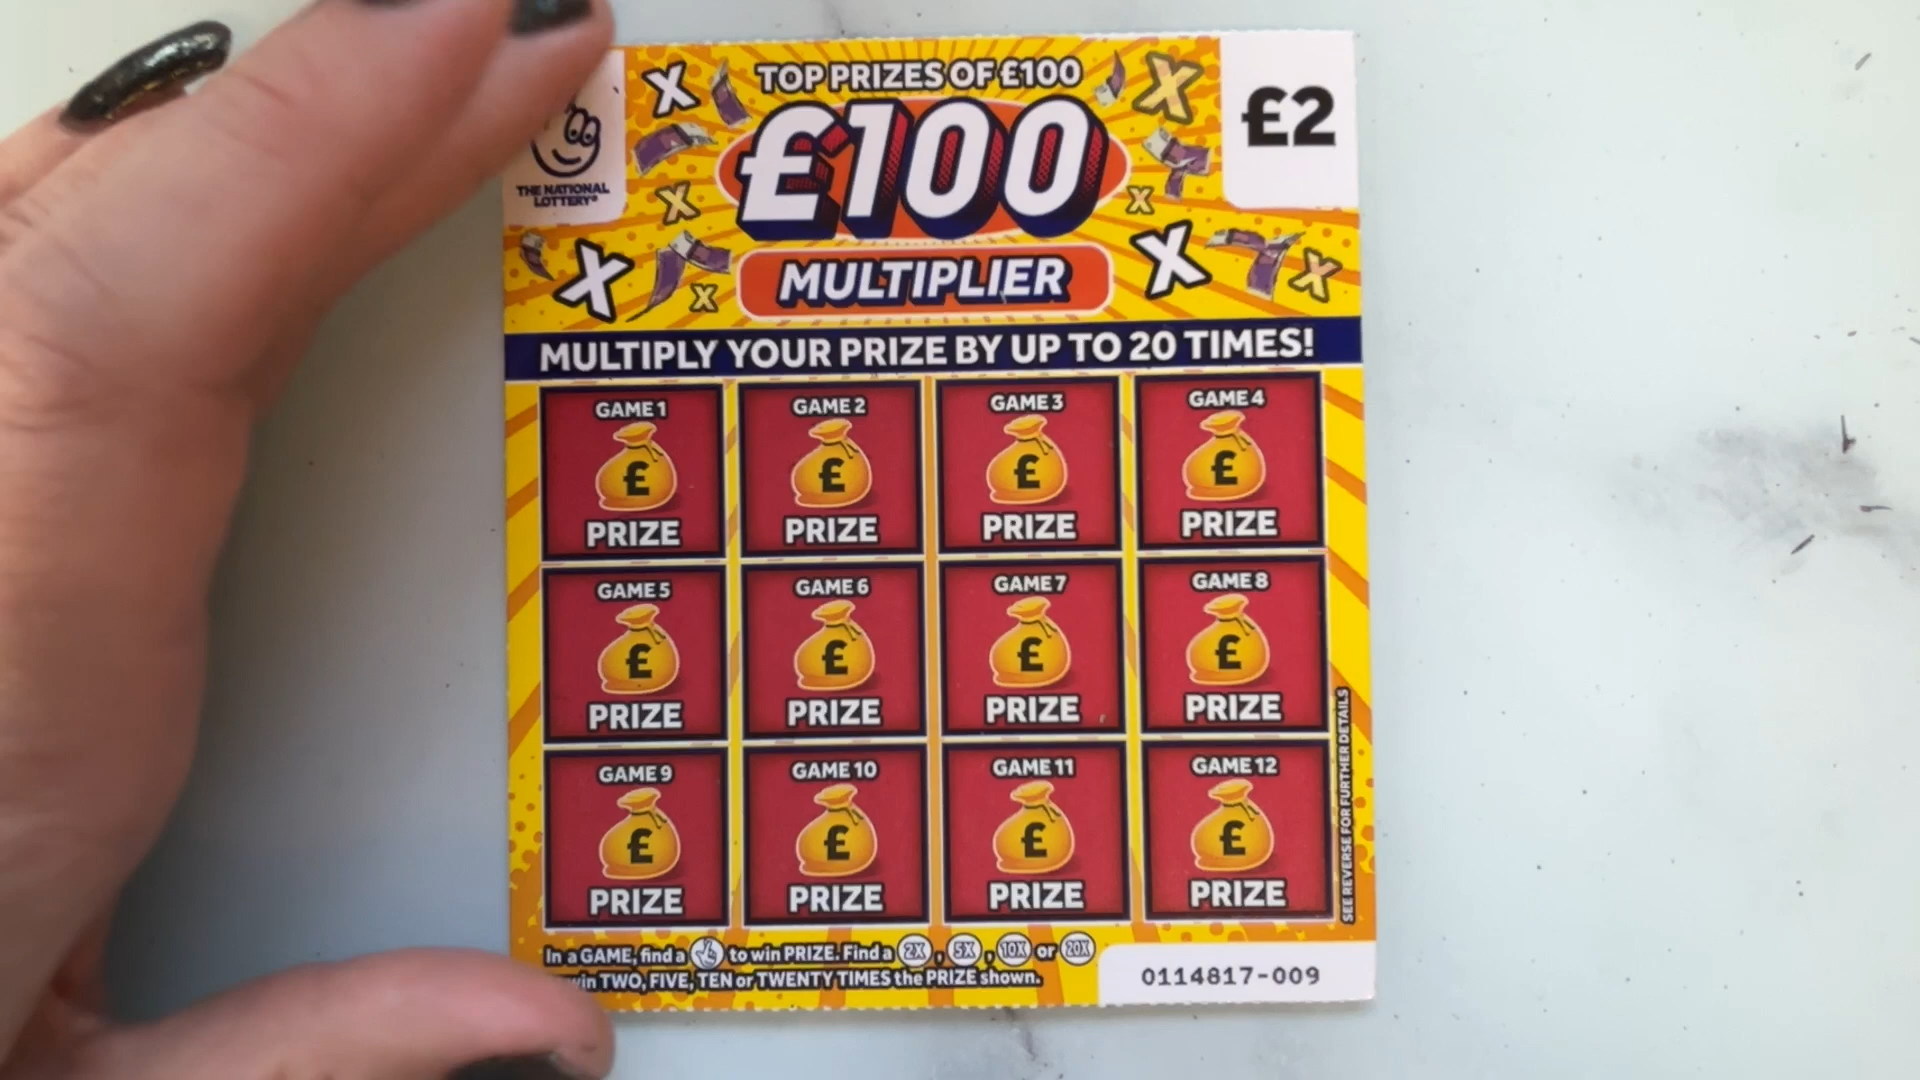 TOP PRIZES OF £100
£100
MULTIPLIER
£2
THE NATIONAL
LOTTERY®
MULTIPLY YOUR PRIZE BY UP TO 20 TIMES!
GAME 1
£
PRIZE
GAME 2
£
PRIZE
GAME 3
£
PRIZE
GAME 4
£
PRIZE
GAME 5
£
PRIZE
GAME 6
£
PRIZE
GAME 7
£
PRIZE
GAME 8
£
PRIZE
GAME 9
£
PRIZE
GAME 10
£
PRIZE
GAME 11
£
PRIZE
GAME 12
£
PRIZE
SEE REVERSE FOR FURTHER DETAILS
In a GAME, find a to win PRIZE. Find a 2X, 5X, 10X or 20X
win TWO, FIVE, TEN or TWENTY TIMES the PRIZE shown.
0114817-009